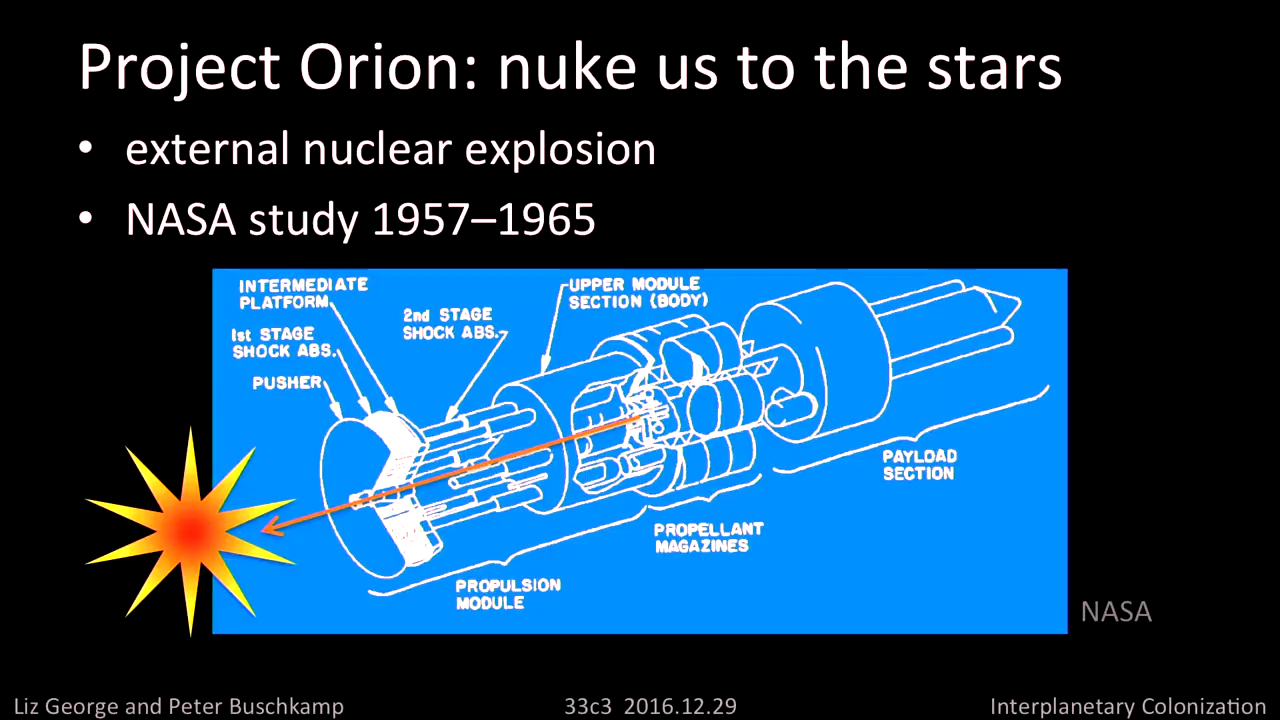 Project Orion: nuke us to the stars
• external nuclear explosion
• NASA study 1957–1965
INTERMEDIATE
PLATFORM
1st STAGE
SHOCK ABS.
PUSHER
2nd STAGE
SHOCK ABS.
UPPER MODULE
SECTION (BODY)
PAYLOAD
SECTION
PROPELLANT
MAGAZINES
PROPULSION
MODULE
NASA
Liz George and Peter Buschkamp
33c3 2016.12.29
Interplanetary Colonization